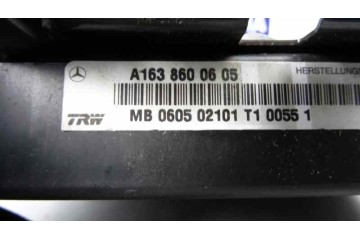 A163 860 06 05
HERSTELLUNGS
TRW
MB 0605 02101 T1 0055 1